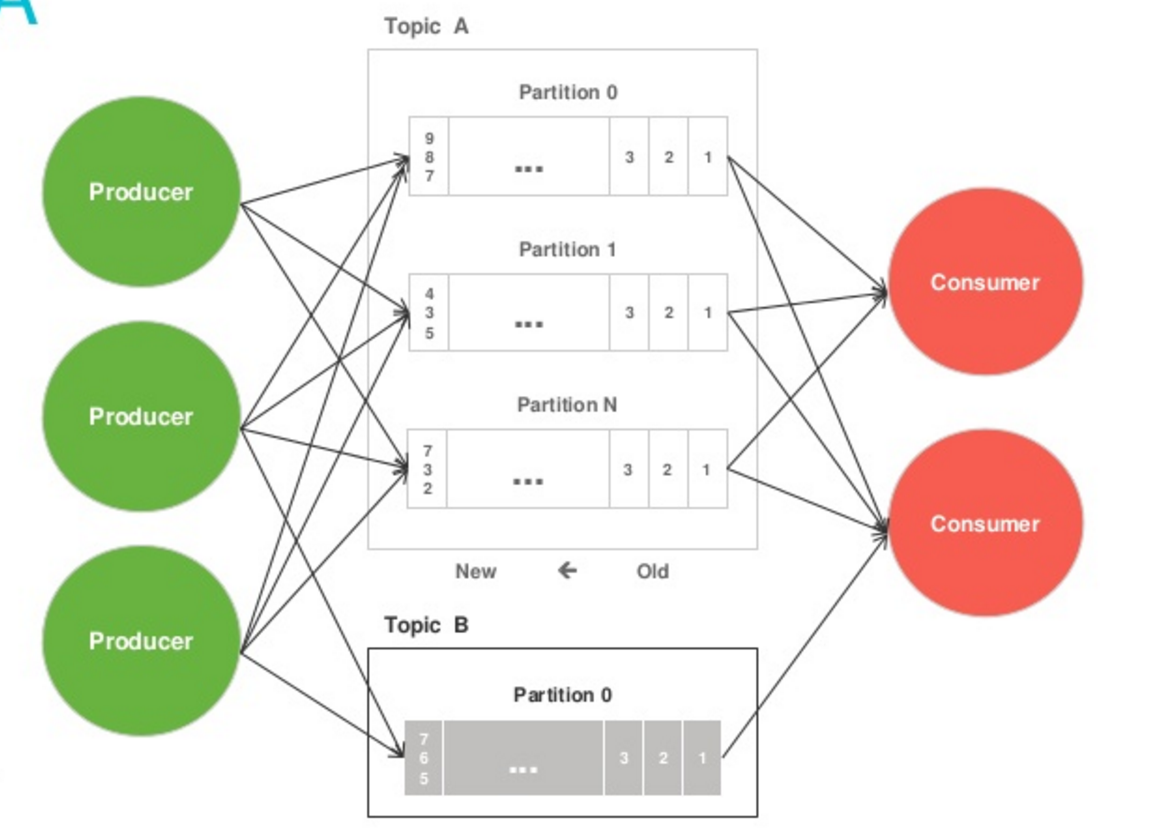 A
Topic A
Partition 0
9
8
7
... 3 2 1
Partition 1
4
3
5
... 3 2 1
Partition N
7
3
2
... 3 2 1
New ← Old
Topic B
Partition 0
7
6
5
... 3 2 1
Producer
Producer
Producer
Consumer
Consumer